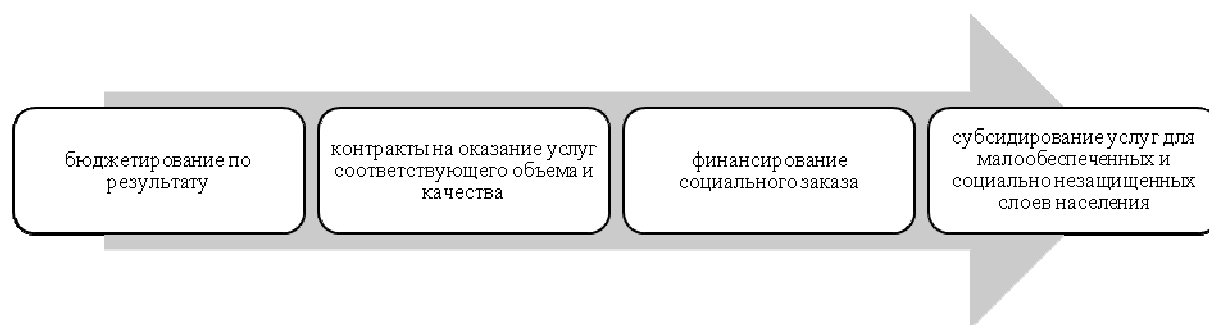 бюджетирование по
результату
контракты на оказание услуг
соответствующего объема и
качества
финансирование
социального заказа
субсидирование услуг для
малообеспеченных и
социально незащищенных
слоев населения